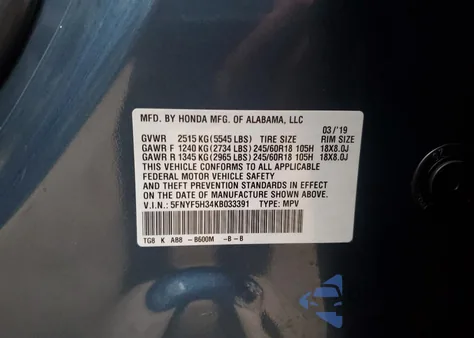 MFD. BY HONDA MFG. OF ALABAMA, LLC
03/'19
GVWR 2515 KG(5545 LBS) TIRE SIZE RIM SIZE
GAWR F 1240 KG(2734 LBS) 245/60R18 105H 18X8.0J
GAWR R 1345 KG(2965 LBS) 245/60R18 105H 18X8.0J
THIS VEHICLE CONFORMS TO ALL APPLICABLE
FEDERAL MOTOR VEHICLE SAFETY
AND THEFT PREVENTION STANDARDS IN EFFECT
ON THE DATE OF MANUFACTURE SHOWN ABOVE.
V.I.N.: 5FNYF5H34KB033391 TYPE: MPV
TG8 K AB8 -B600M -B-B